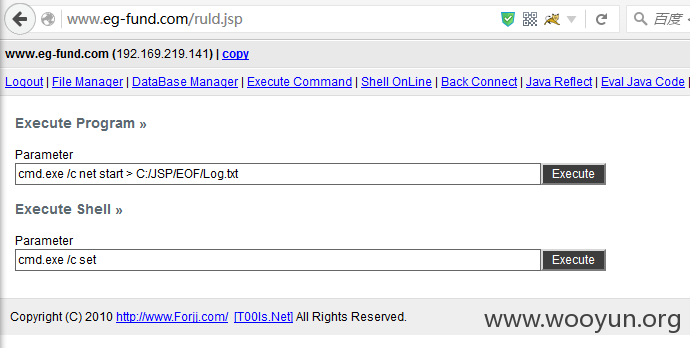 www.eg-fund.com/ruld.jsp
百度
www.eg-fund.com (192.169.219.141) | copy
Logout | File Manager | DataBase Manager | Execute Command | Shell OnLine | Back Connect | Java Reflect | Eval Java Code |
Execute Program »
Parameter
cmd.exe /c net start > C:/JSP/EOF/Log.txt Execute
Execute Shell »
Parameter
cmd.exe /c set Execute
Copyright (C) 2010 http://www.Forjj.com/ [T00ls.Net] All Rights Reserved.
www.wooyun.org